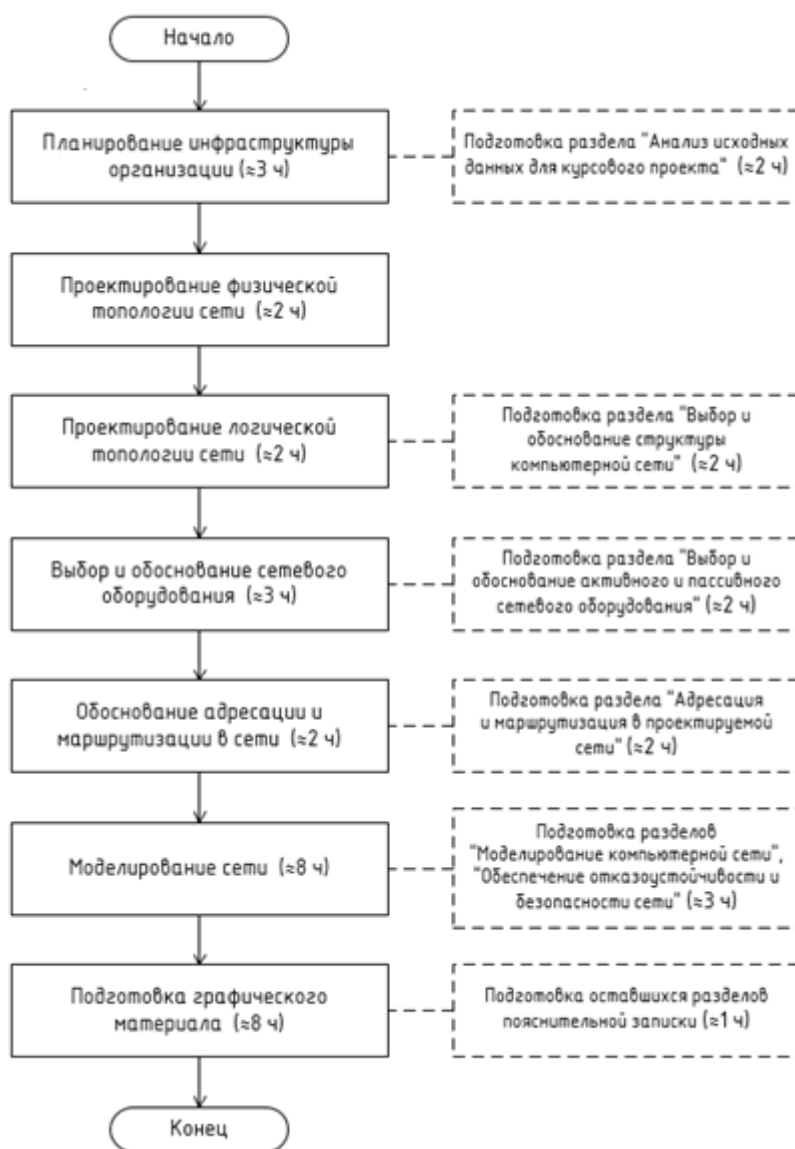 Начало
Планирование инфраструктуры
организации (≈3 ч)
Подготовка раздела "Анализ исходных
данных для курсового проекта" (≈2 ч)
Проектирование физической
топологии сети (≈2 ч)
Проектирование логической
топологии сети (≈2 ч)
Подготовка раздела "Выбор и
обоснование структуры
компьютерной сети" (≈2 ч)
Выбор и обоснование сетевого
оборудования (≈3 ч)
Подготовка раздела "Выбор и
обоснование активного и пассивного
сетевого оборудования" (≈2 ч)
Обоснование адресации и
маршрутизации в сети (≈2 ч)
Подготовка раздела "Адресация
и маршрутизация в проектируемой
сети" (≈2 ч)
Моделирование сети (≈8 ч)
Подготовка разделов
"Моделирование компьютерной сети",
"Обеспечение отказоустойчивости и
безопасности сети" (≈3 ч)
Подготовка графического
материала (≈8 ч)
Подготовка оставшихся разделов
пояснительной записки (≈1 ч)
Конец